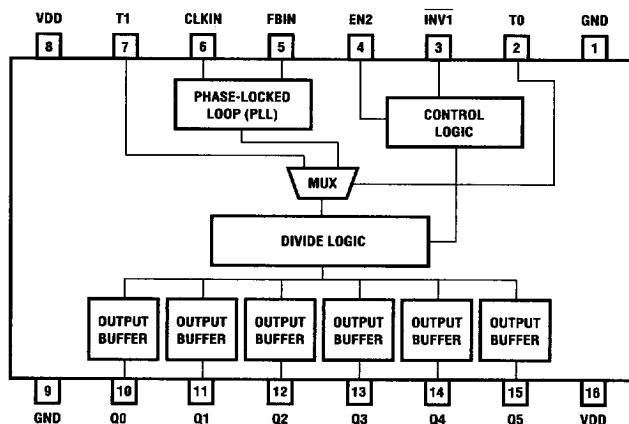 VDD T1 CLKIN FBIN EN2 INV1 T0 GND
8 7 6 5 4 3 2 1
PHASE-LOCKED
LOOP (PLL)
CONTROL
LOGIC
MUX
DIVIDE LOGIC
OUTPUT BUFFER
OUTPUT BUFFER
OUTPUT BUFFER
OUTPUT BUFFER
OUTPUT BUFFER
OUTPUT BUFFER
9 10 11 12 13 14 15 16
GND Q0 Q1 Q2 Q3 Q4 Q5 VDD